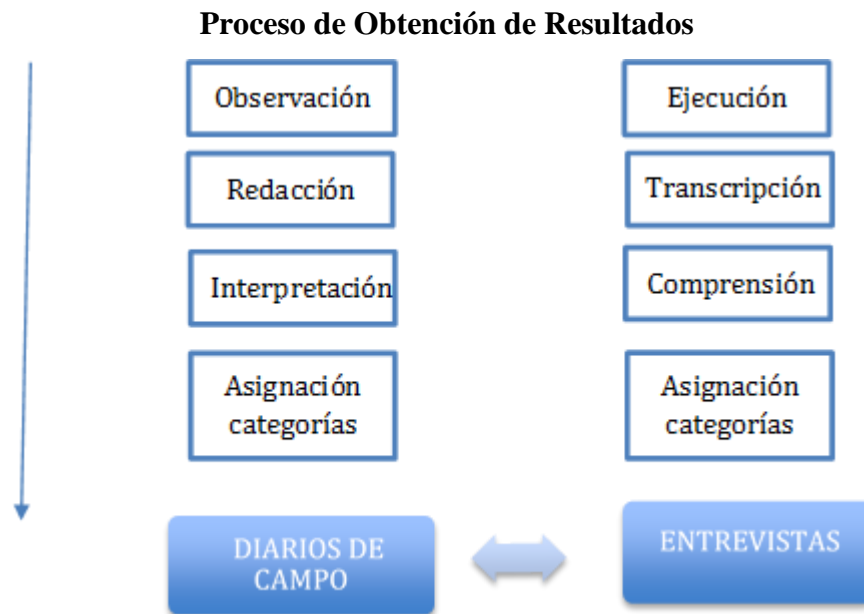 Proceso de Obtención de Resultados
Observación
Redacción
Interpretación
Asignación
categorías
DIARIOS DE
CAMPO
Ejecución
Transcripción
Comprensión
Asignación
categorías
ENTREVISTAS